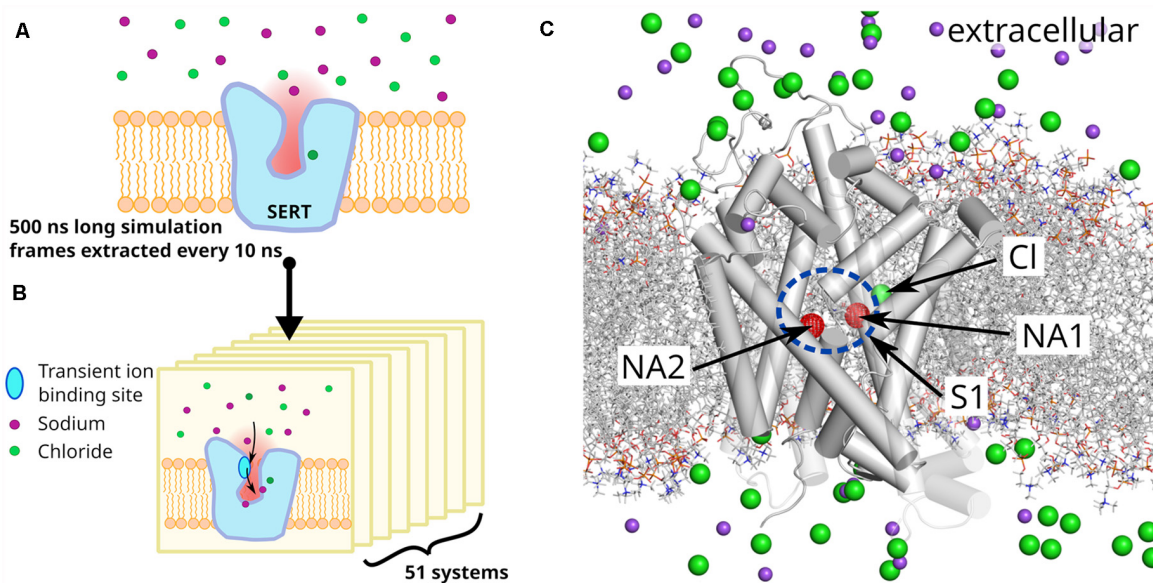 A
SERT
500 ns long simulation
frames extracted every 10 ns
B
Transient ion
binding site
Sodium
Chloride
51 systems
C
extracellular
Cl
NA1
NA2
S1